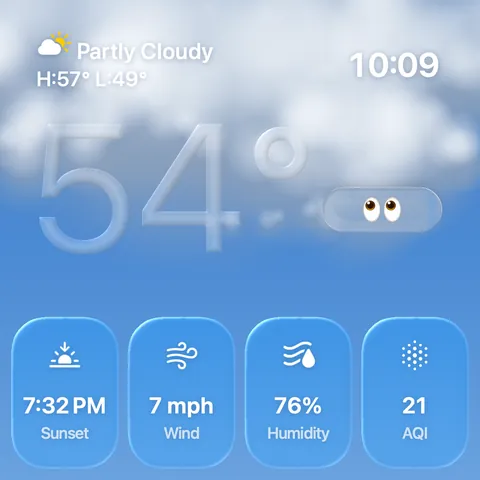 Partly Cloudy
H:57° L:49°
10:09
54°
7:32 PM
Sunset
7 mph
Wind
76%
Humidity
21
AQI